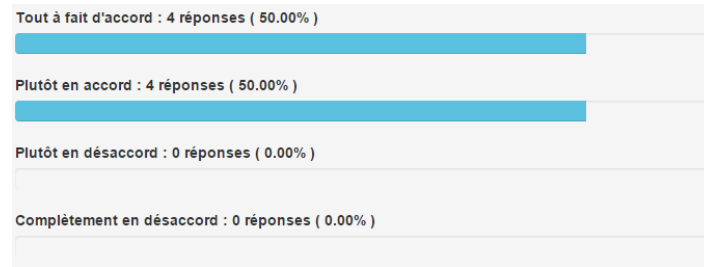 Tout à fait d'accord : 4 réponses ( 50.00% )
Plutôt en accord : 4 réponses ( 50.00% )
Plutôt en désaccord : 0 réponses ( 0.00% )
Complètement en désaccord : 0 réponses ( 0.00% )